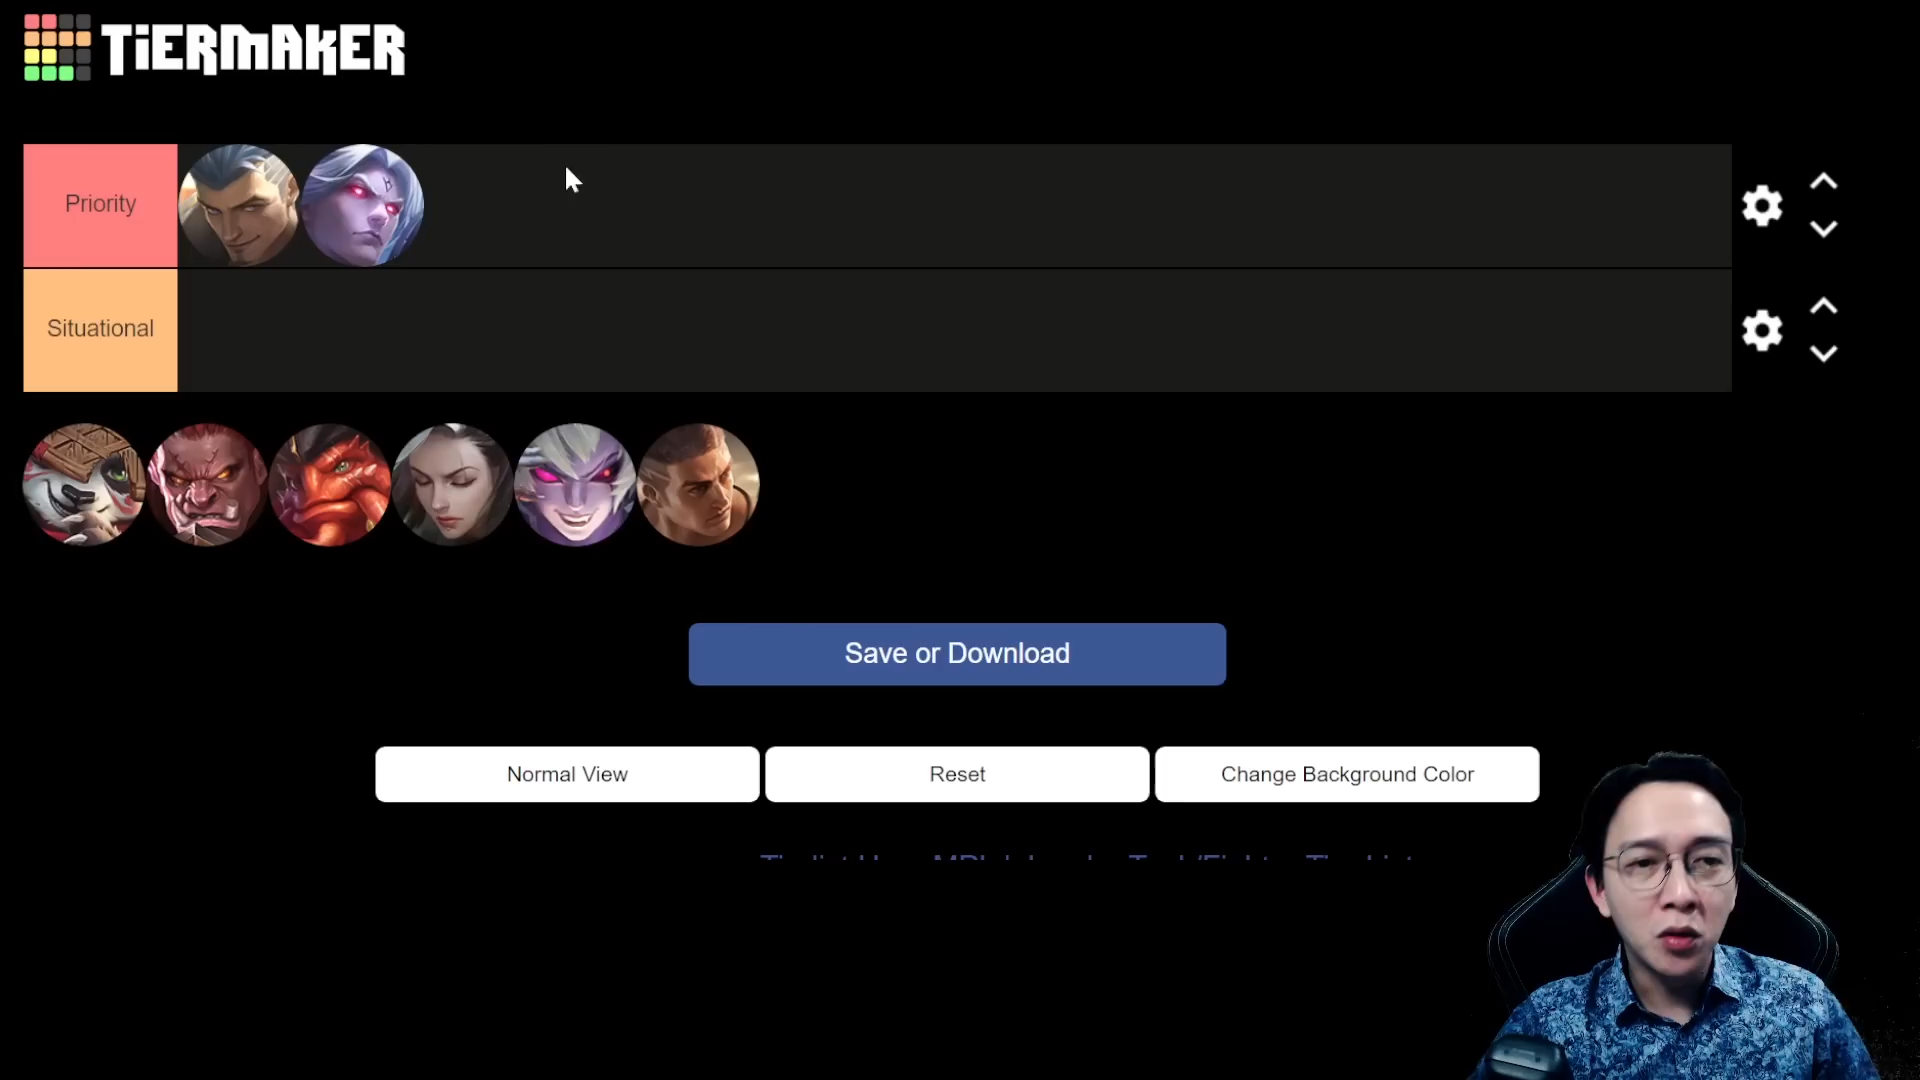 TiERMAKER
Priority
Situational
Save or Download
Normal View
Reset
Change Background Color